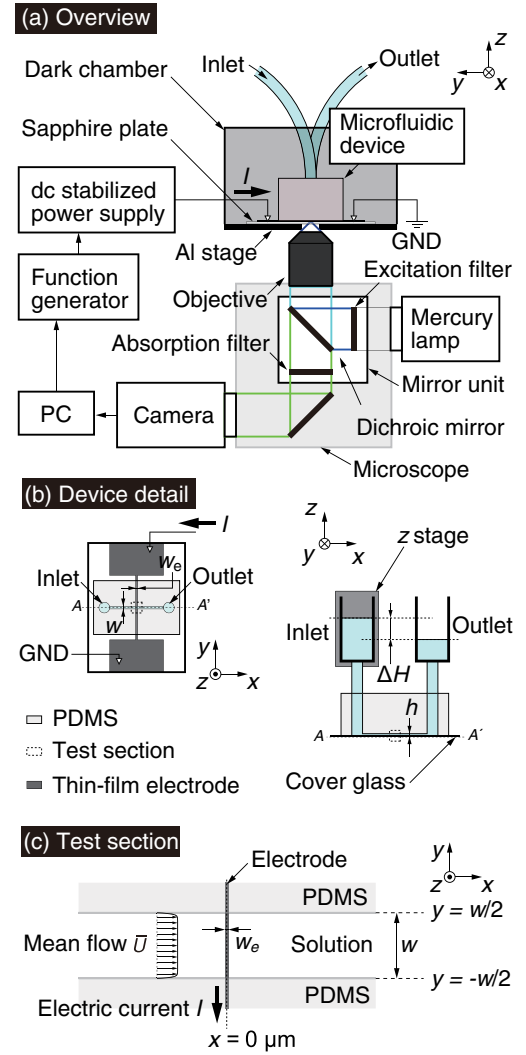 (a) Overview
z
y
x
Inlet
Outlet
Dark chamber
Sapphire plate
Microfluidic
device
I
dc stabilized
power supply
Al stage
GND
Function
generator
Objective
Excitation filter
Absorption
filter
Mercury
lamp
Mirror unit
PC
Camera
Dichroic mirror
Microscope
(b) Device detail
I
w_e
Inlet
Outlet
A
A'
w
GND
y
z
x
PDMS
Test section
Thin-film electrode
z
y
x
z stage
Inlet
Outlet
ΔH
h
A
A'
Cover glass
(c) Test section
Electrode
y
z
x
PDMS
y = w/2
Mean flow Ū
w_e
Solution
w
Electric current I
PDMS
y = -w/2
x = 0 μm